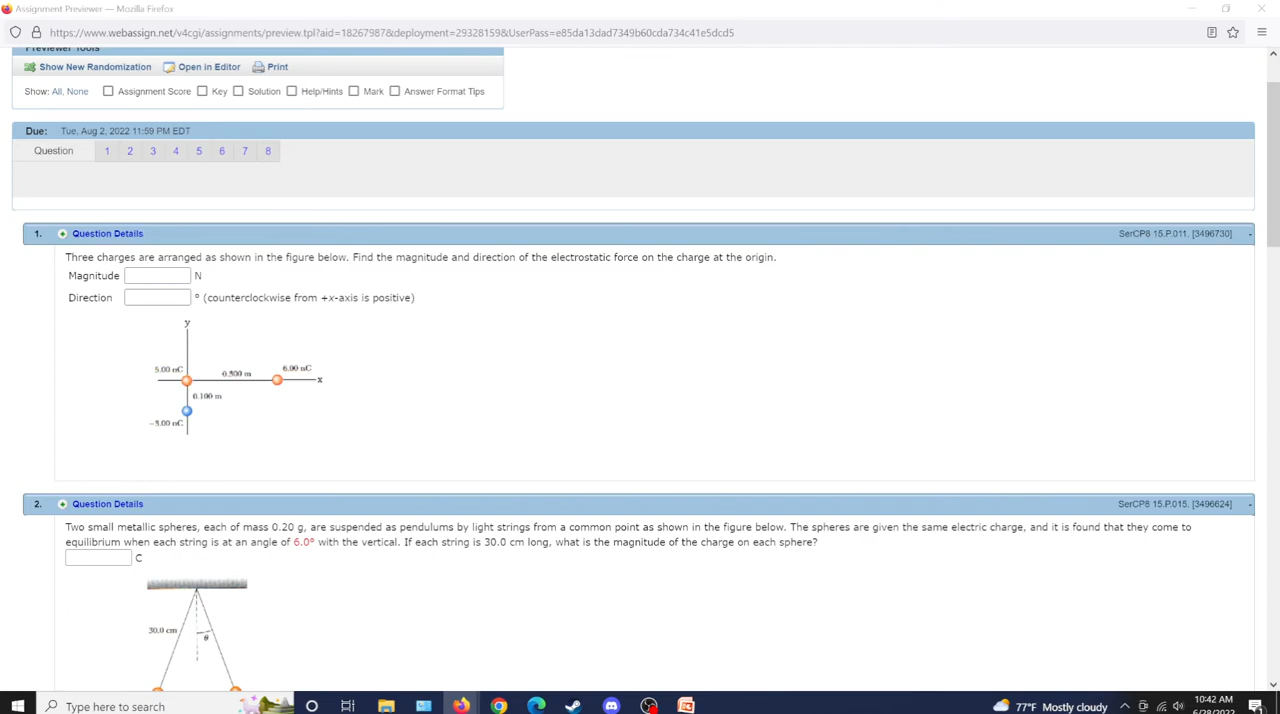 Assignment Previewer — Mozilla Firefox
https://www.webassign.net/v4cgi/assignments/preview.tpl?aid=18267987&deployment=29328159&UserPass=e85da13dad7349b60cda734c41e5dcd5
Previewer Tools
Show New Randomization Open in Editor Print
Show: All, None Assignment Score Key Solution Help/Hints Mark Answer Format Tips
Due: Tue, Aug 2, 2022 11:59 PM EDT
Question 1 2 3 4 5 6 7 8
1. Question Details SerCP8 15.P.011. [3496730] -
Three charges are arranged as shown in the figure below. Find the magnitude and direction of the electrostatic force on the charge at the origin.
Magnitude N
Direction ° (counterclockwise from +x-axis is positive)
y
5.00 nC 0.300 m 6.00 nC
x
0.100 m
−3.00 nC
2. Question Details SerCP8 15.P.015. [3496624] -
Two small metallic spheres, each of mass 0.20 g, are suspended as pendulums by light strings from a common point as shown in the figure below. The spheres are given the same electric charge, and it is found that they come to
equilibrium when each string is at an angle of 6.0° with the vertical. If each string is 30.0 cm long, what is the magnitude of the charge on each sphere?
C
30.0 cm
θ
Type here to search 77°F Mostly cloudy 10:42 AM
6/28/2022